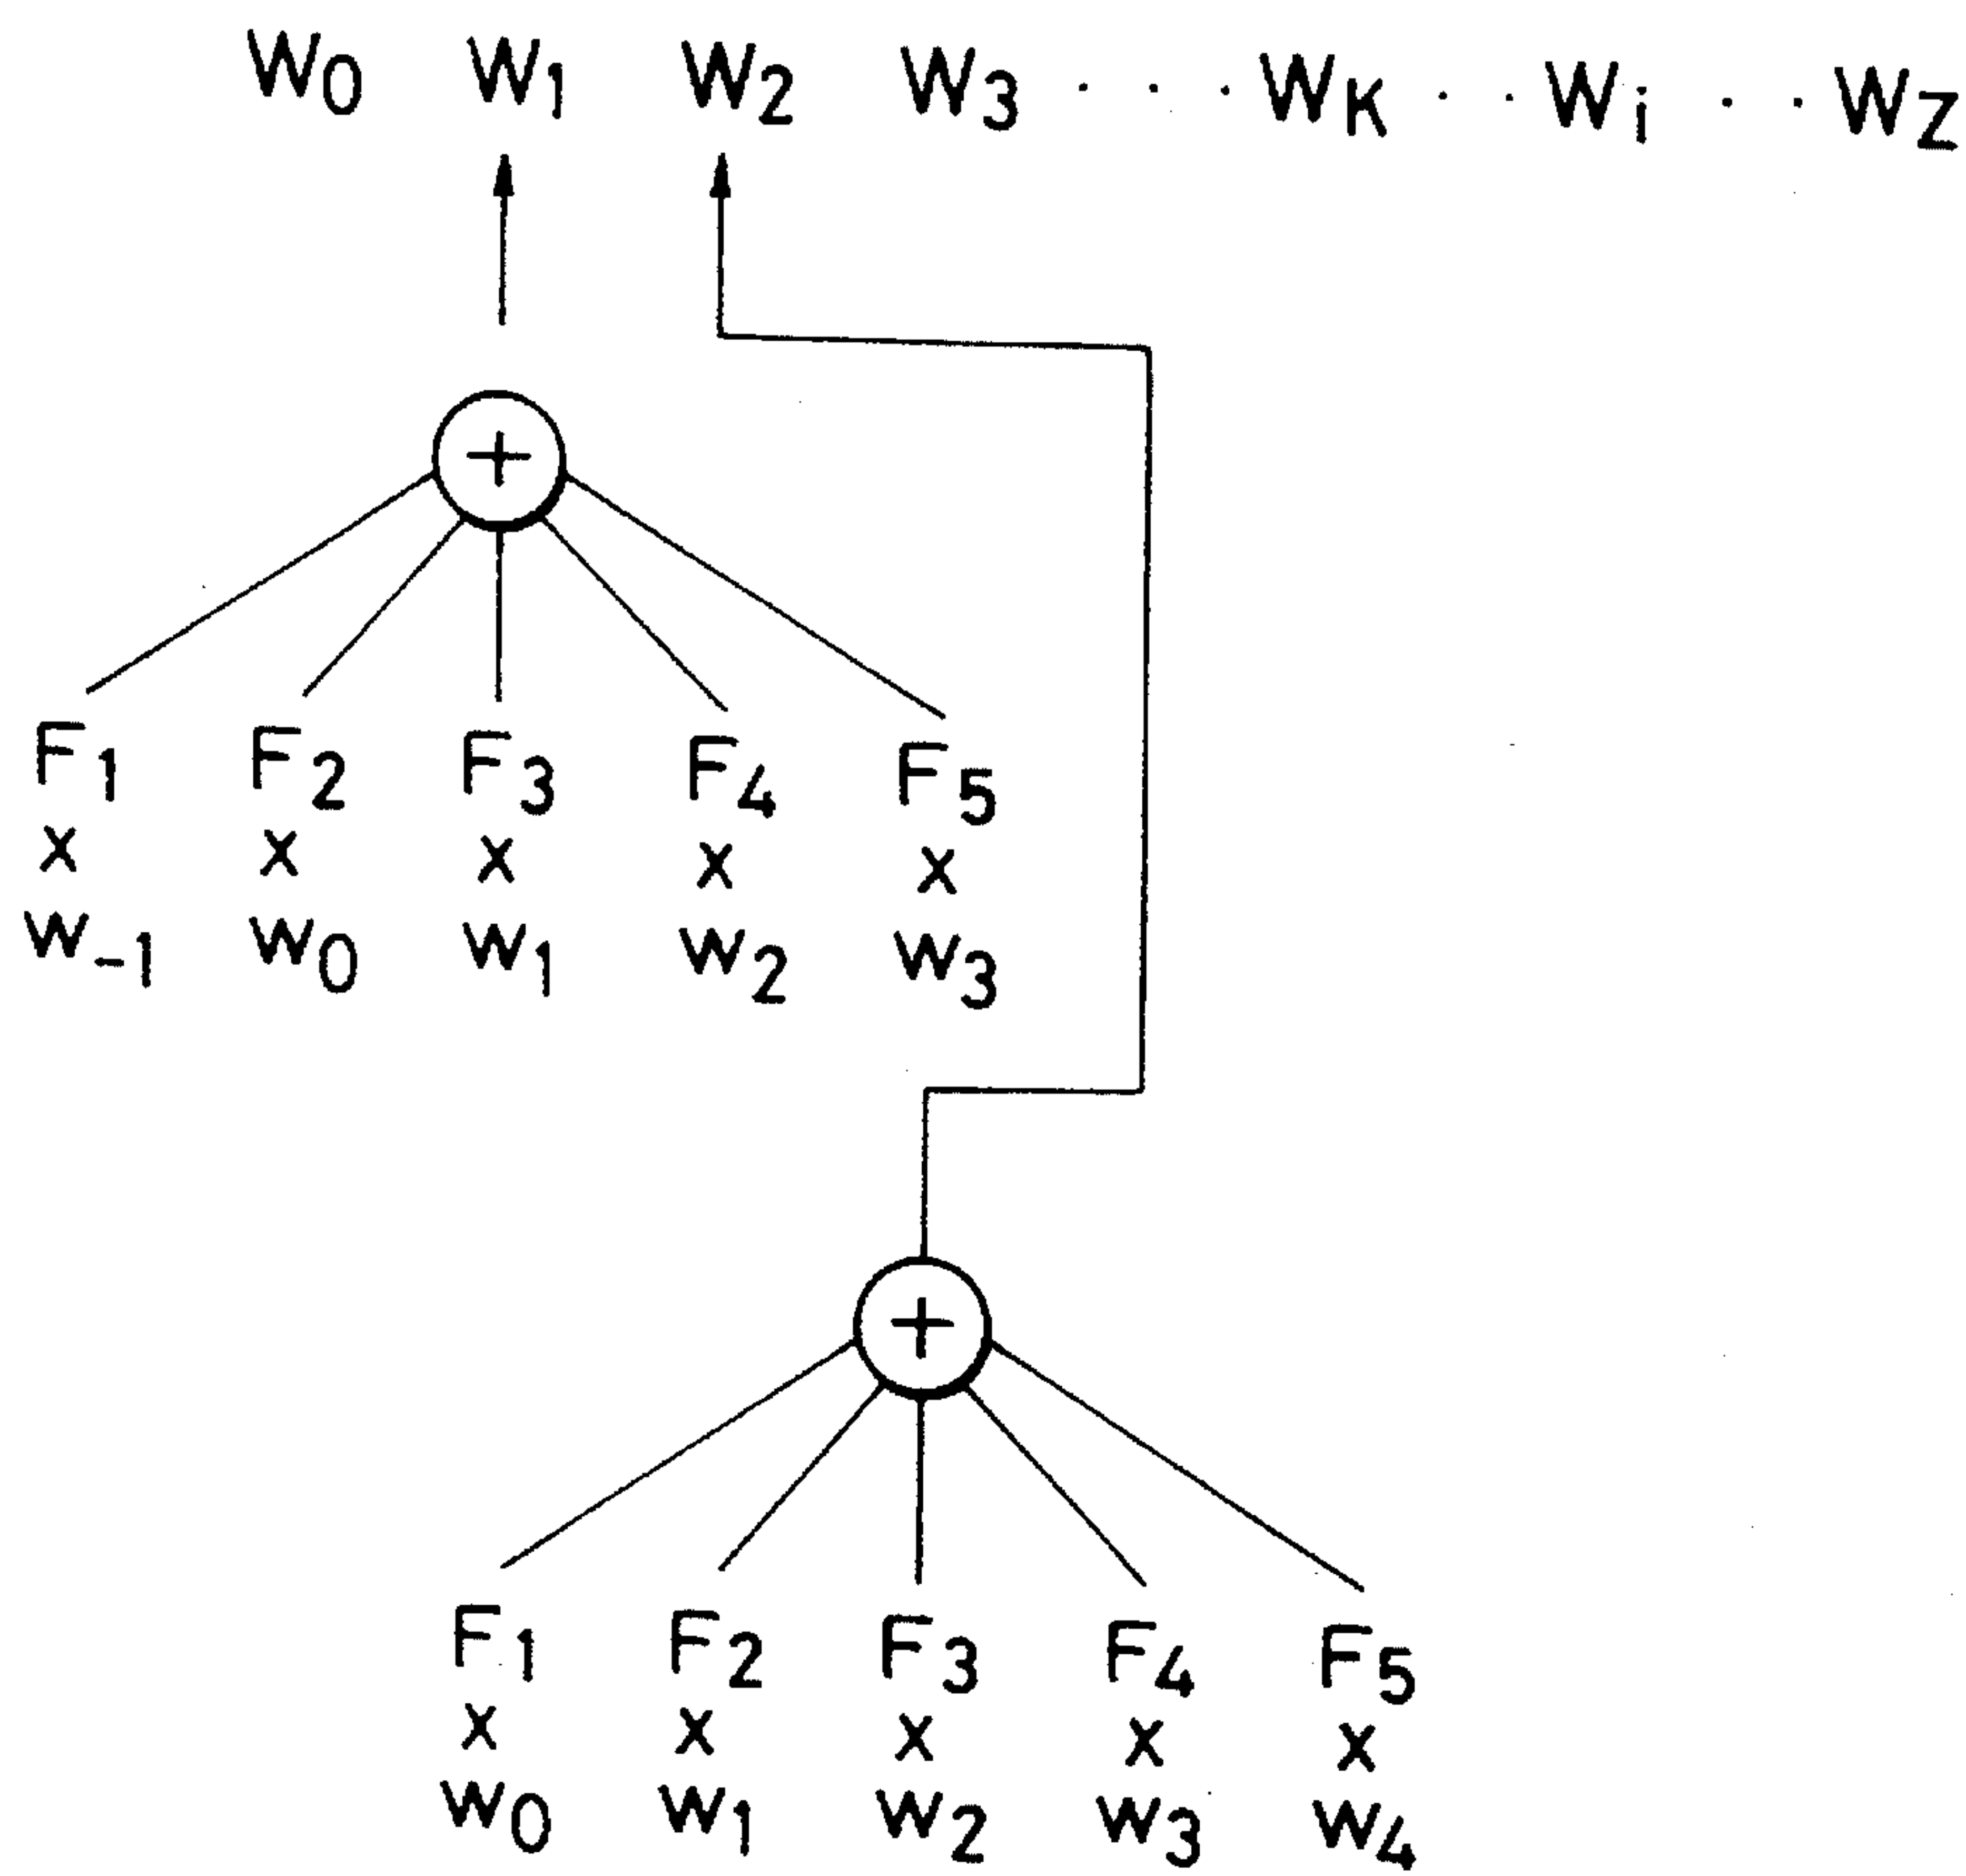 W0 W1 W2 W3 . . . WK . . Wi . . WZ
+
F1 F2 F3 F4 F5
x x x x x
w-1 w0 w1 w2 w3
+
F1 F2 F3 F4 F5
x x x x x
w0 w1 w2 w3 w4